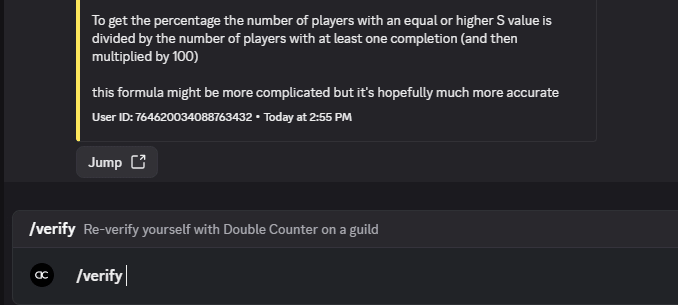 To get the percentage the number of players with an equal or higher S value is
divided by the number of players with at least one completion (and then
multiplied by 100)
this formula might be more complicated but it's hopefully much more accurate
User ID: 764620034088763432 • Today at 2:55 PM
Jump
/verify Re-verify yourself with Double Counter on a guild
/verify